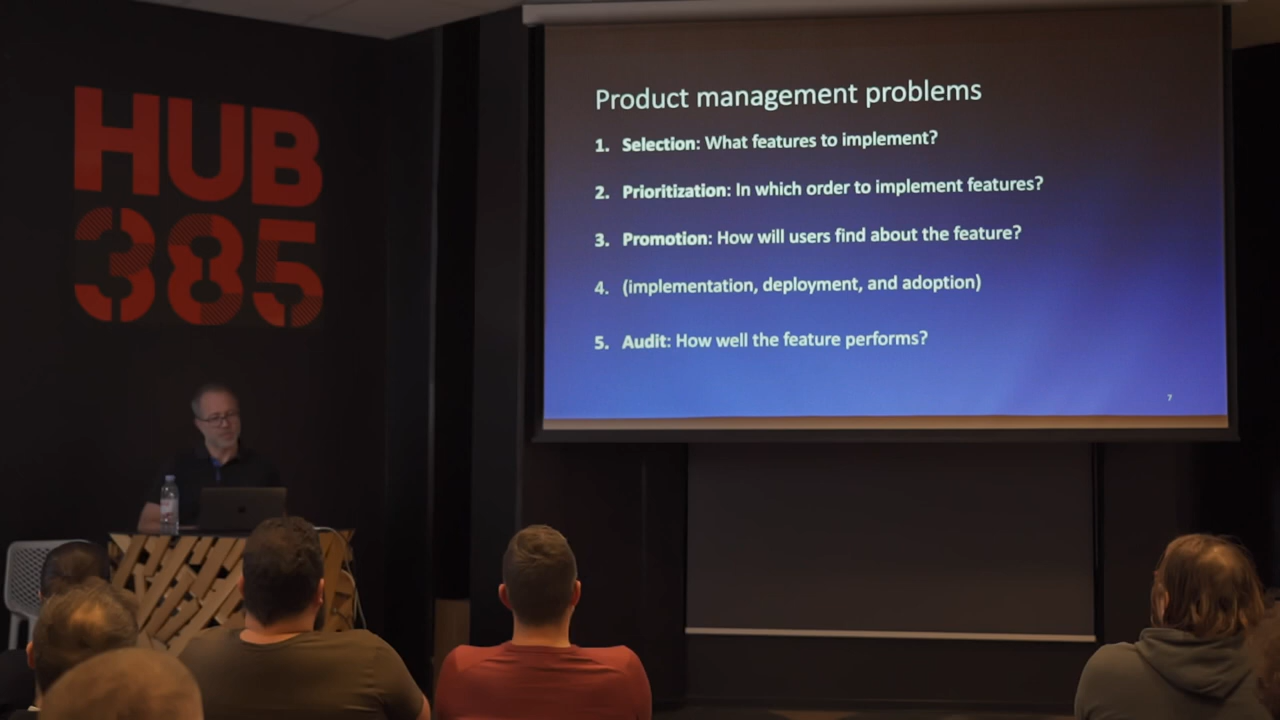 HUB
385
Product management problems
1. Selection: What features to implement?
2. Prioritization: In which order to implement features?
3. Promotion: How will users find about the feature?
4. (implementation, deployment, and adoption)
5. Audit: How well the feature performs?
7